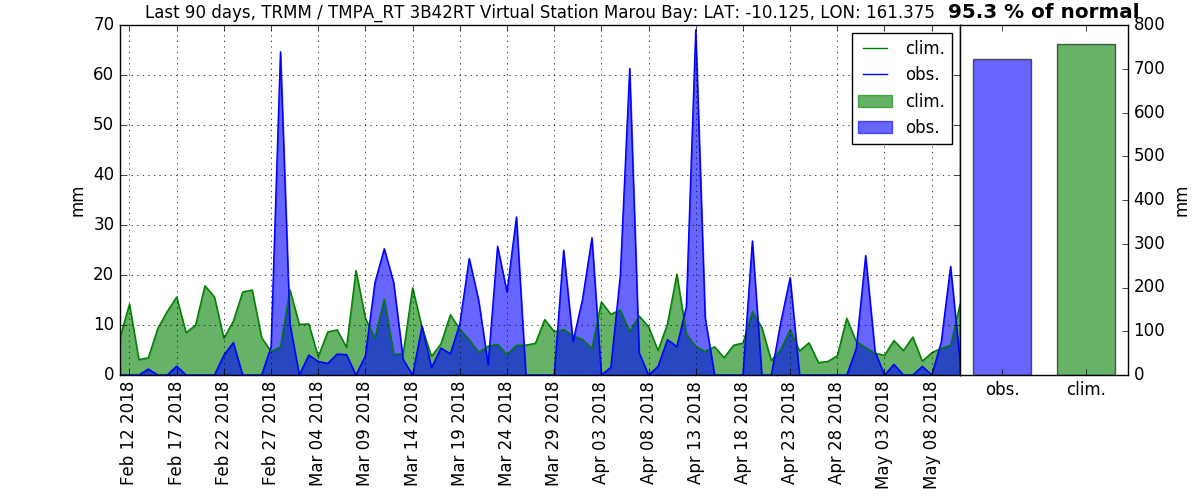 Last 90 days, TRMM / TMPA_RT 3B42RT Virtual Station Marou Bay: LAT: -10.125, LON: 161.375 95.3 % of normal
70
60
50
40
30
20
10
0
mm
clim.
obs.
clim.
obs.
800
700
600
500
400
300
200
100
0
mm
obs. clim.
Feb 12 2018
Feb 17 2018
Feb 22 2018
Feb 27 2018
Mar 04 2018
Mar 09 2018
Mar 14 2018
Mar 19 2018
Mar 24 2018
Mar 29 2018
Apr 03 2018
Apr 08 2018
Apr 13 2018
Apr 18 2018
Apr 23 2018
Apr 28 2018
May 03 2018
May 08 2018